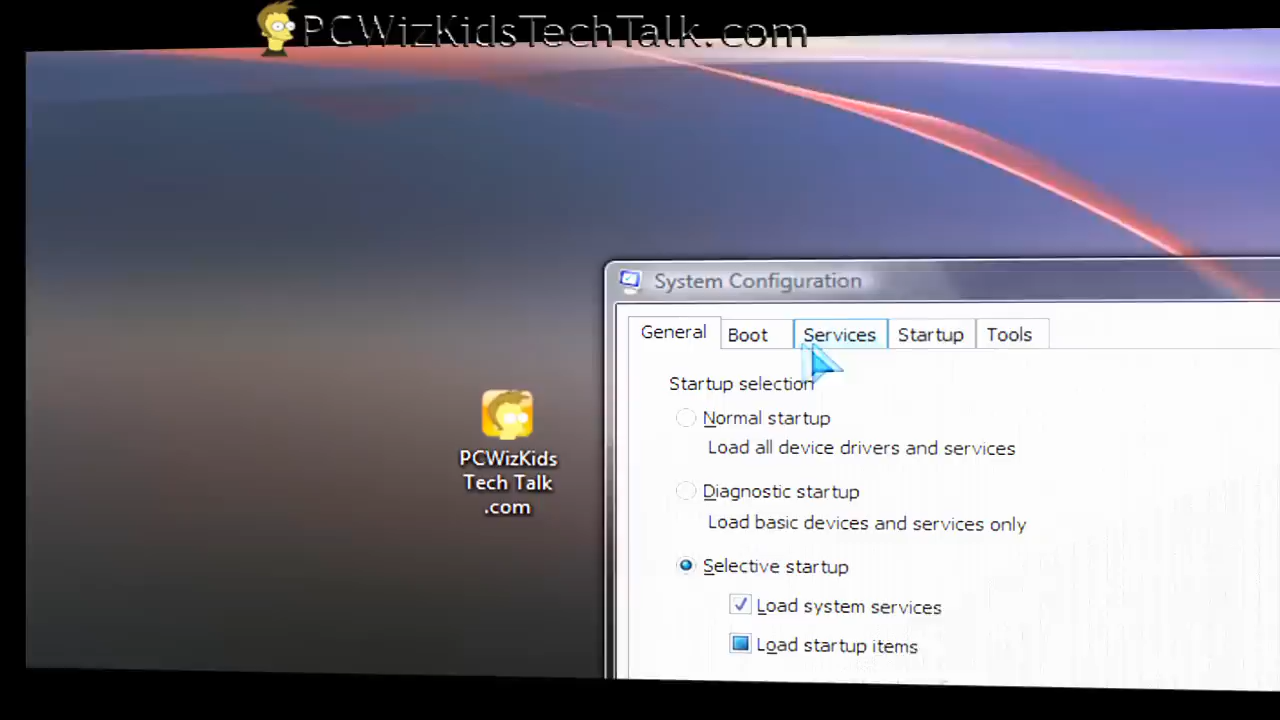 PCWizKidsTechTalk.com
System Configuration
General Boot Services Startup Tools
Startup selection
Normal startup
Load all device drivers and services
Diagnostic startup
Load basic devices and services only
Selective startup
Load system services
Load startup items
PCWizKids
Tech Talk
.com